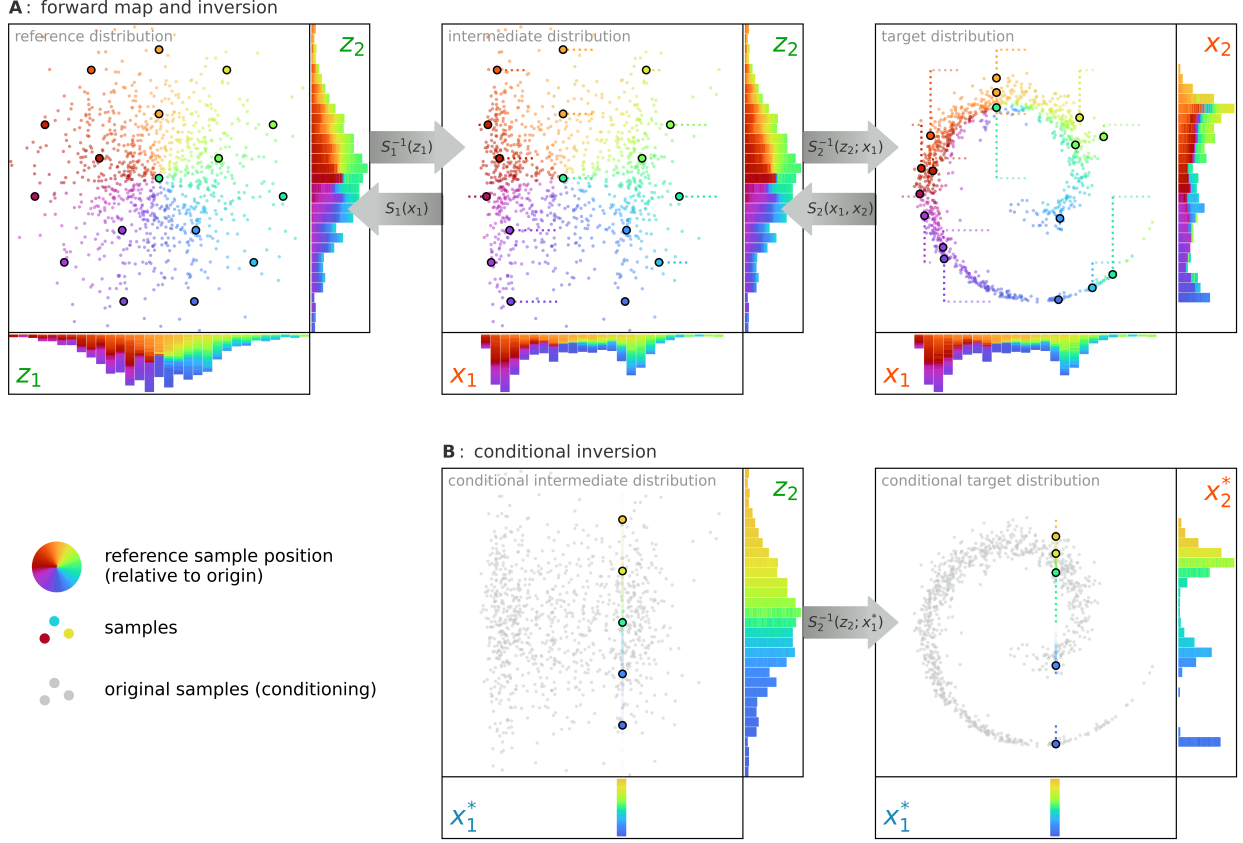 A: forward map and inversion
reference distribution
z₂
z₁
S₁⁻¹(z₁)
S₁(x₁)
intermediate distribution
z₂
x₁
S₂⁻¹(z₂; x₁)
S₂(x₁, x₂)
target distribution
x₂
x₁
B: conditional inversion
conditional intermediate distribution
z₂
x₁*
S₂⁻¹(z₂; x₁*)
conditional target distribution
x₂*
x₁*
reference sample position
(relative to origin)
samples
original samples (conditioning)